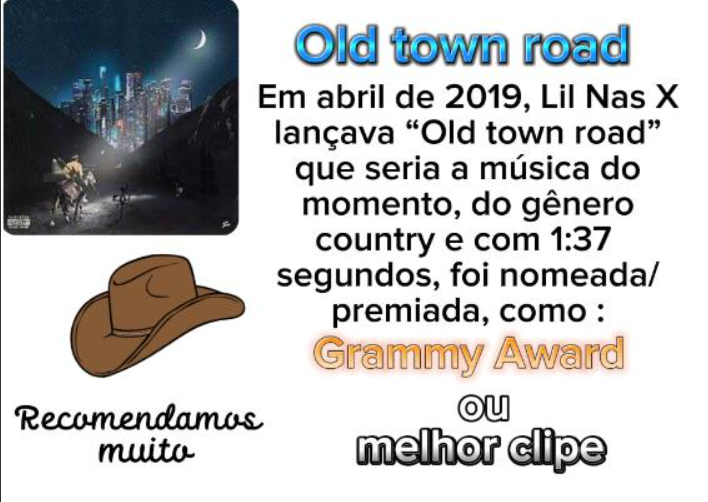 Old town road
Em abril de 2019, Lil Nas X
lançava “Old town road”
que seria a música do
momento, do gênero
country e com 1:37
segundos, foi nomeada/
premiada, como :
Grammy Award
ou
melhor clipe
Recomendamos
muito